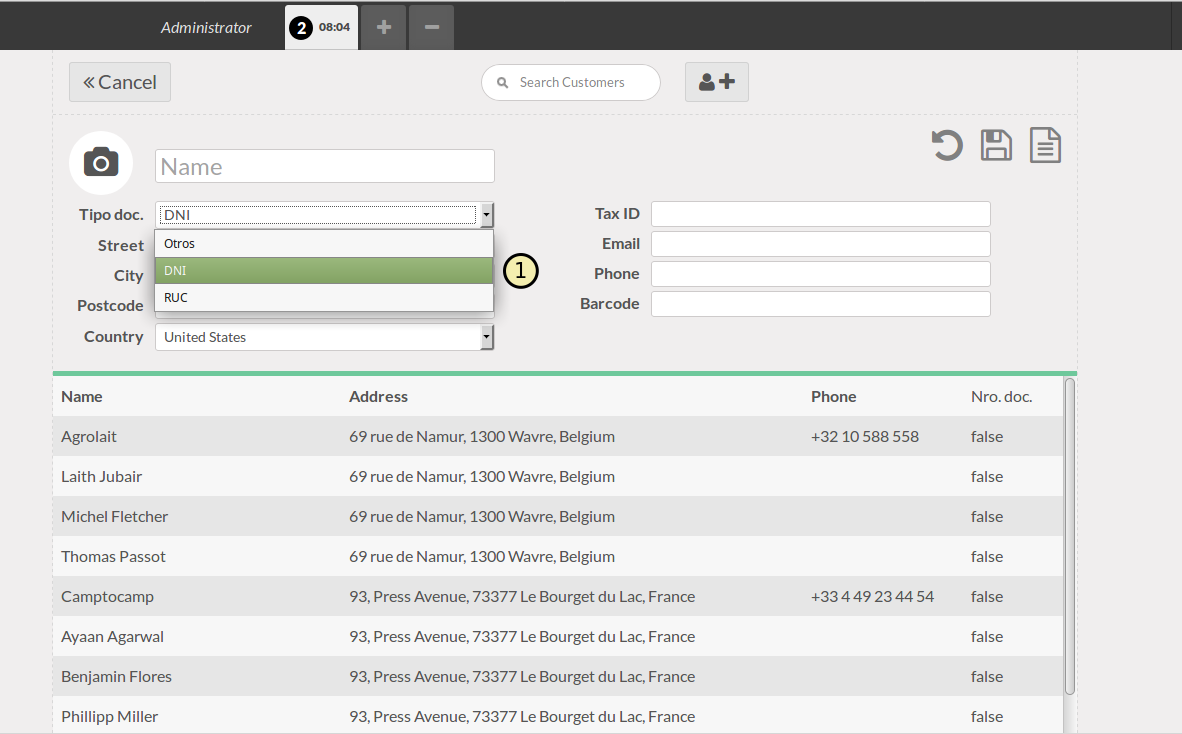 Administrator 2 08:04
Cancel Search Customers
Name
Tipo doc. DNI
Otros
DNI
RUC
Street
City
Postcode
Country United States
Tax ID
Email
Phone
Barcode
1
Name Address Phone Nro. doc.
Agrolait 69 rue de Namur, 1300 Wavre, Belgium +32 10 588 558 false
Laith Jubair 69 rue de Namur, 1300 Wavre, Belgium false
Michel Fletcher 69 rue de Namur, 1300 Wavre, Belgium false
Thomas Passot 69 rue de Namur, 1300 Wavre, Belgium false
Camptocamp 93, Press Avenue, 73377 Le Bourget du Lac, France +33 4 49 23 44 54 false
Ayaan Agarwal 93, Press Avenue, 73377 Le Bourget du Lac, France false
Benjamin Flores 93, Press Avenue, 73377 Le Bourget du Lac, France false
Phillipp Miller 93, Press Avenue, 73377 Le Bourget du Lac, France false